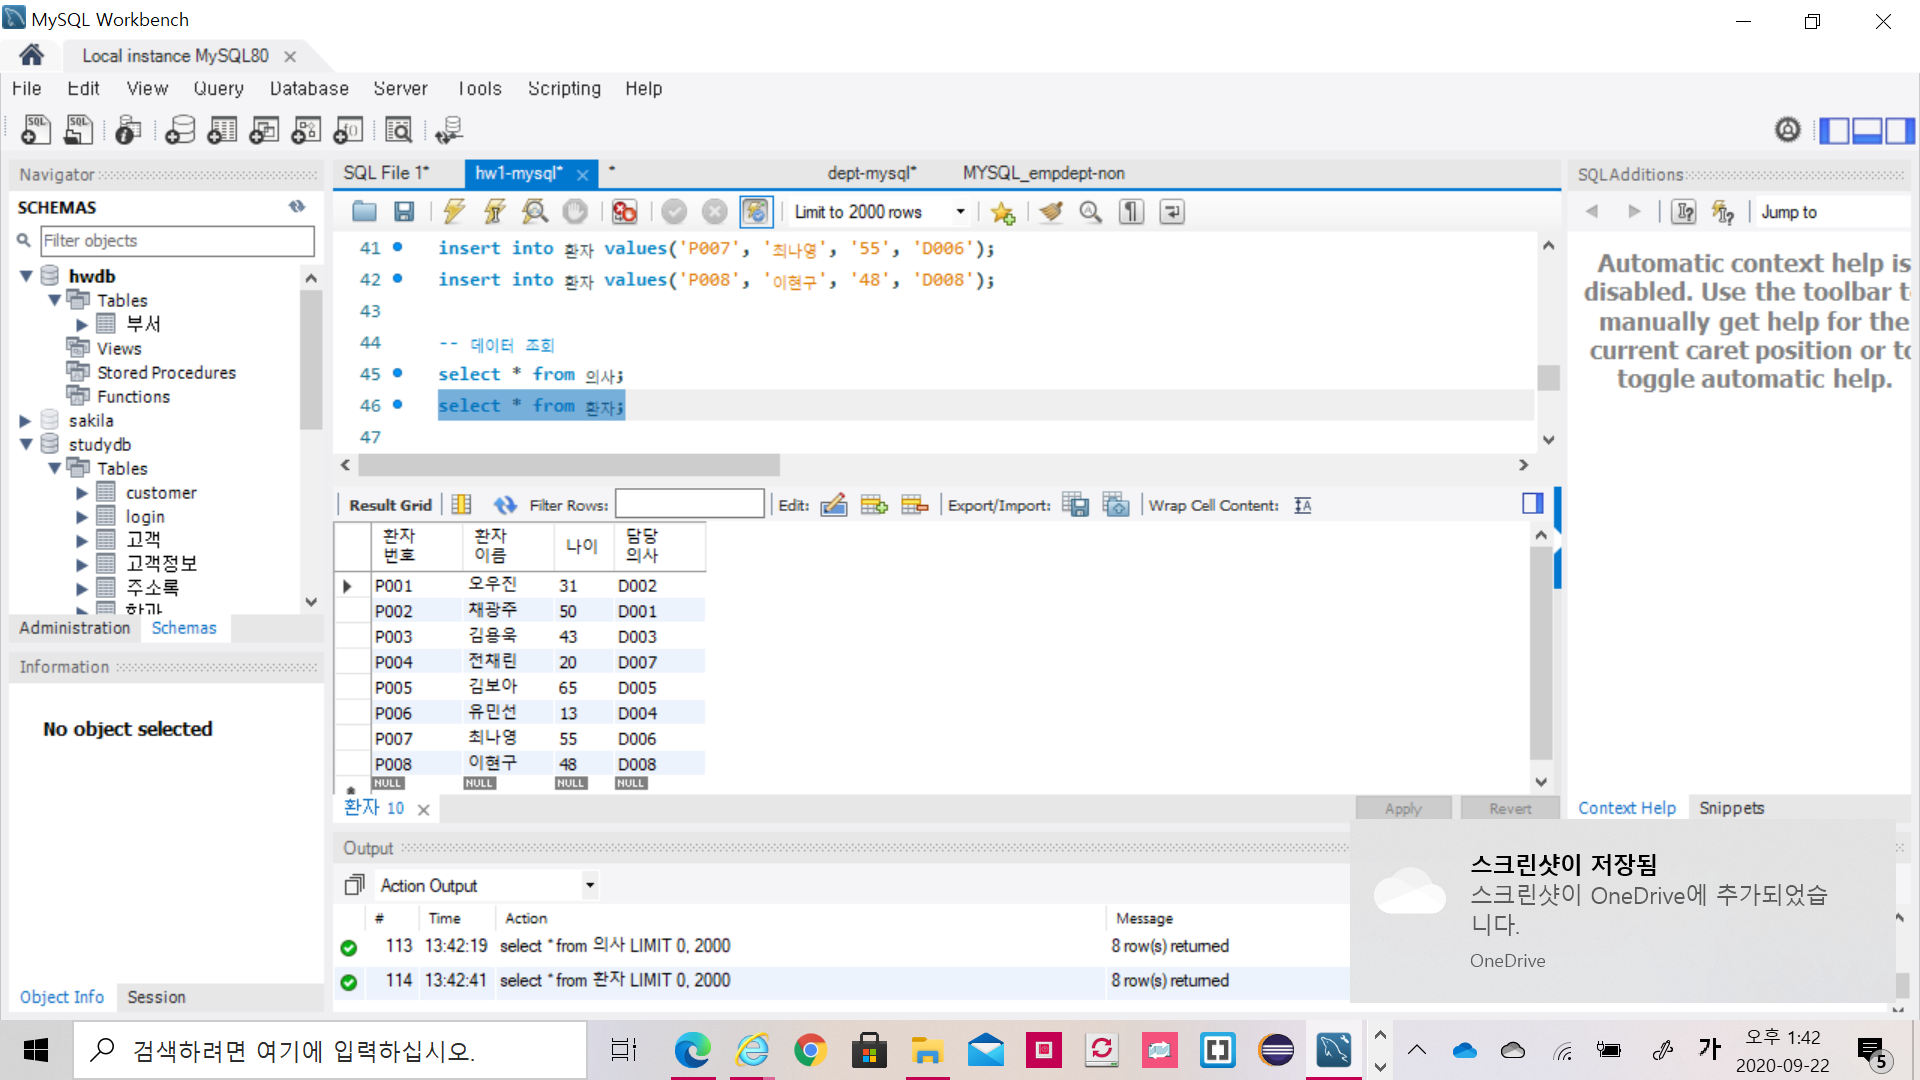 MySQL Workbench
Local instance MySQL80
File Edit View Query Database Server Tools Scripting Help
Navigator
SCHEMAS
Filter objects
hwdb
Tables
부서
Views
Stored Procedures
Functions
sakila
studydb
Tables
customer
login
고객
고객정보
주소록
학과
Administration Schemas
Information
No object selected
Object Info Session
SQL File 1* hw1-mysql* * dept-mysql* MYSQL_empdept-non
Limit to 2000 rows
41 insert into 환자 values('P007', '최나영', '55', 'D006');
42 insert into 환자 values('P008', '이현구', '48', 'D008');
43
44 -- 데이터 조회
45 select * from 의사;
46 select * from 환자;
47
Result Grid Filter Rows: Edit: Export/Import: Wrap Cell Content:
환자번호 환자이름 나이 담당의사
P001 오우진 31 D002
P002 채광주 50 D001
P003 김용욱 43 D003
P004 전채린 20 D007
P005 김보아 65 D005
P006 유민선 13 D004
P007 최나영 55 D006
P008 이현구 48 D008
NULL NULL NULL NULL
환자 10
Apply Revert
Output
Action Output
# Time Action Message
113 13:42:19 select * from 의사 LIMIT 0, 2000 8 row(s) returned
114 13:42:41 select * from 환자 LIMIT 0, 2000 8 row(s) returned
SQLAdditions
Jump to
Automatic context help is
disabled. Use the toolbar t
manually get help for the
current caret position or to
toggle automatic help.
Context Help Snippets
스크린샷이 저장됨
스크린샷이 OneDrive에 추가되었습
니다.
OneDrive
검색하려면 여기에 입력하십시오.
가
오후 1:42
2020-09-22
5